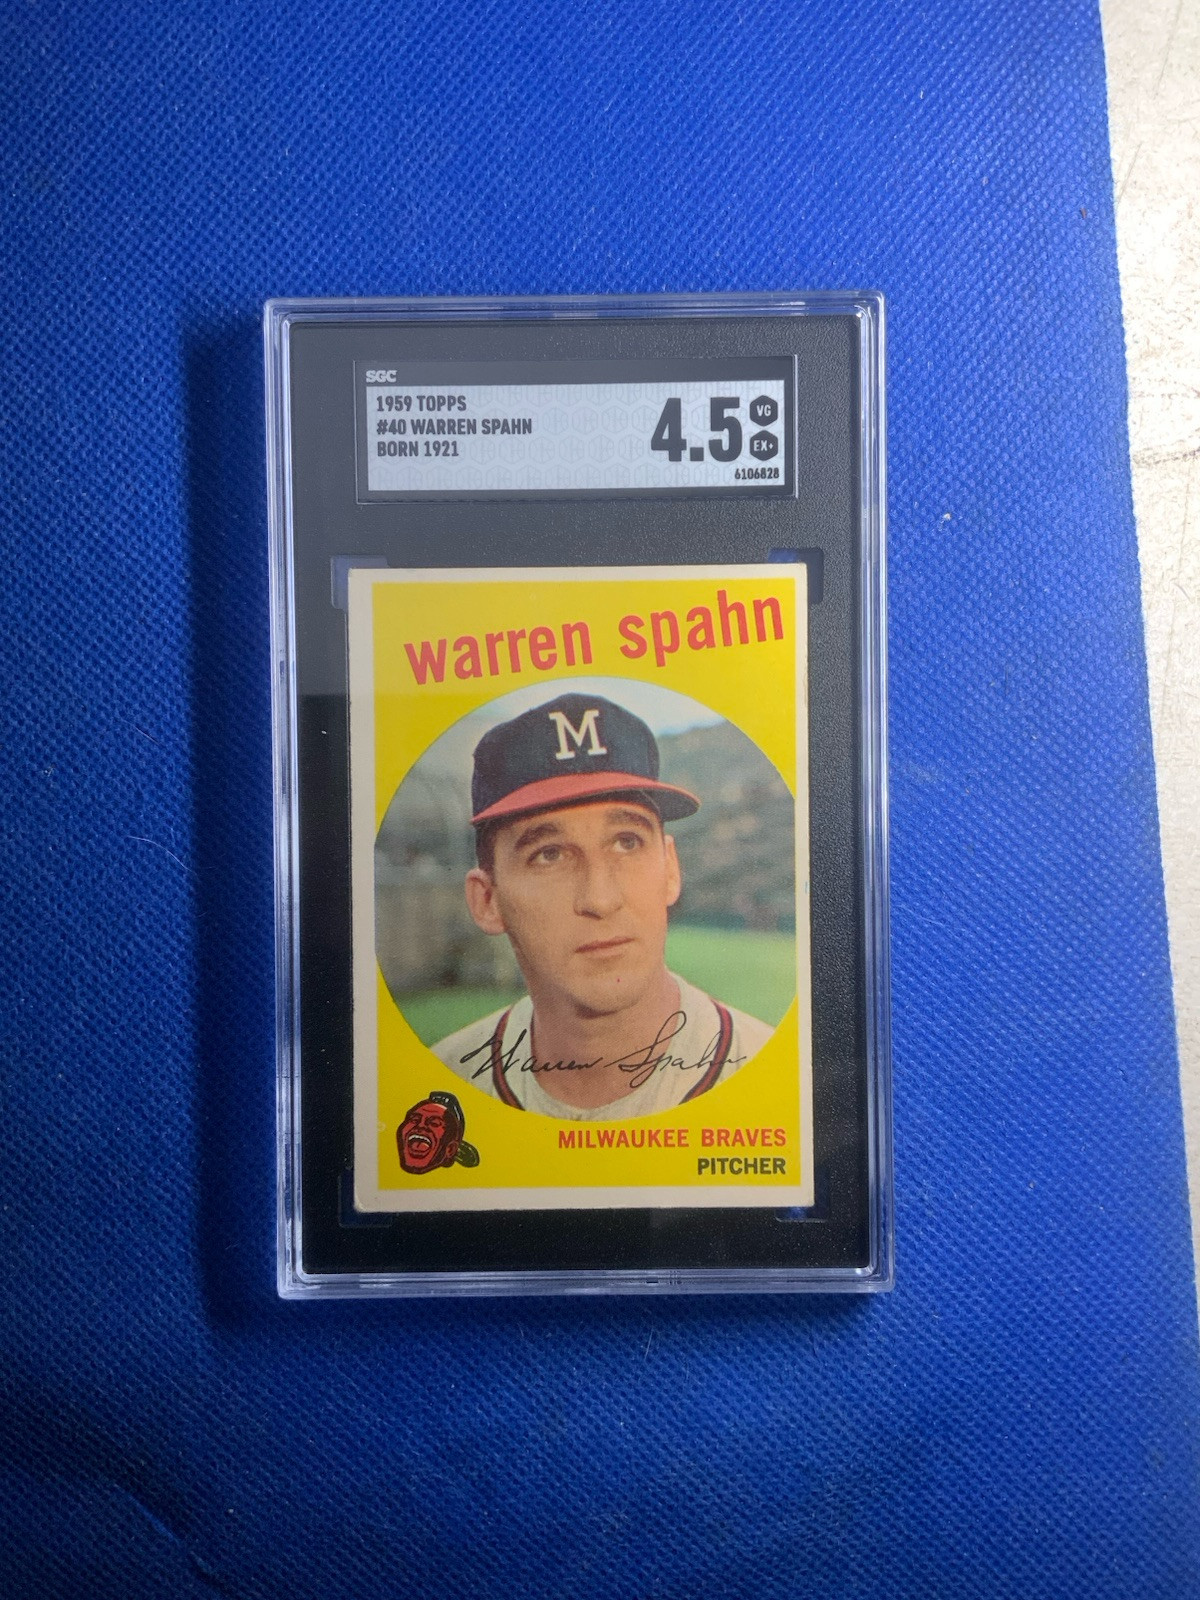 SGC
1959 TOPPS
#40 WARREN SPAHN
BORN 1921
4.5
VG
EX+
6106828
warren spahn
M
Warren Spahn
MILWAUKEE BRAVES
PITCHER